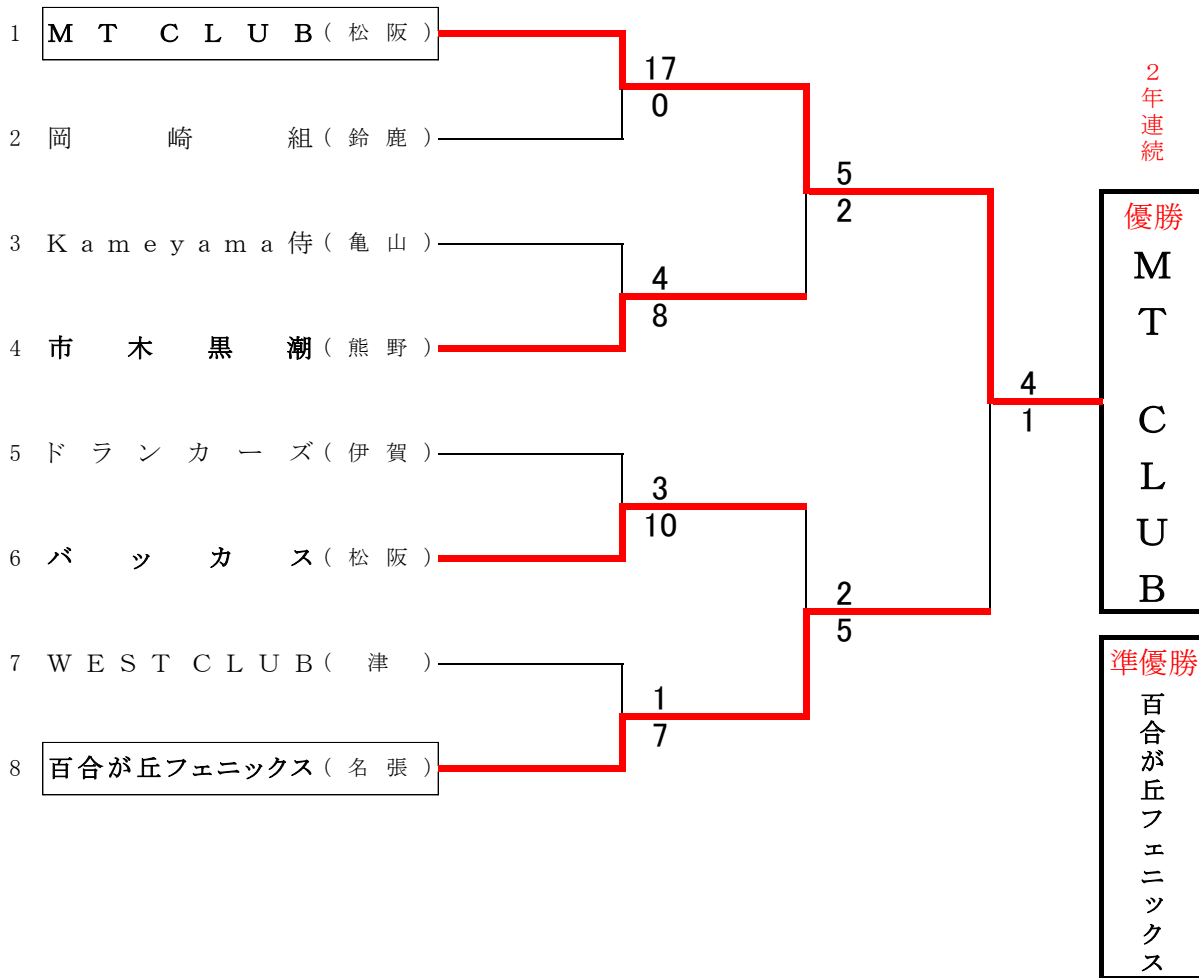 1 ＭＴ ＣＬＵＢ（松阪）
17
0
2 岡崎組（鈴鹿）
5
2
3 Ｋａｍｅｙａｍａ侍（亀山）
4
8
4 市木黒潮（熊野）
4
1
5 ドランカーズ（伊賀）
3
10
6 バッカス（松阪）
2
5
7 ＷＥＳＴＣＬＵＢ（津）
1
7
8 百合が丘フェニックス（名張）
２年連続
優勝
ＭＴ ＣＬＵＢ
準優勝
百合が丘フェニックス